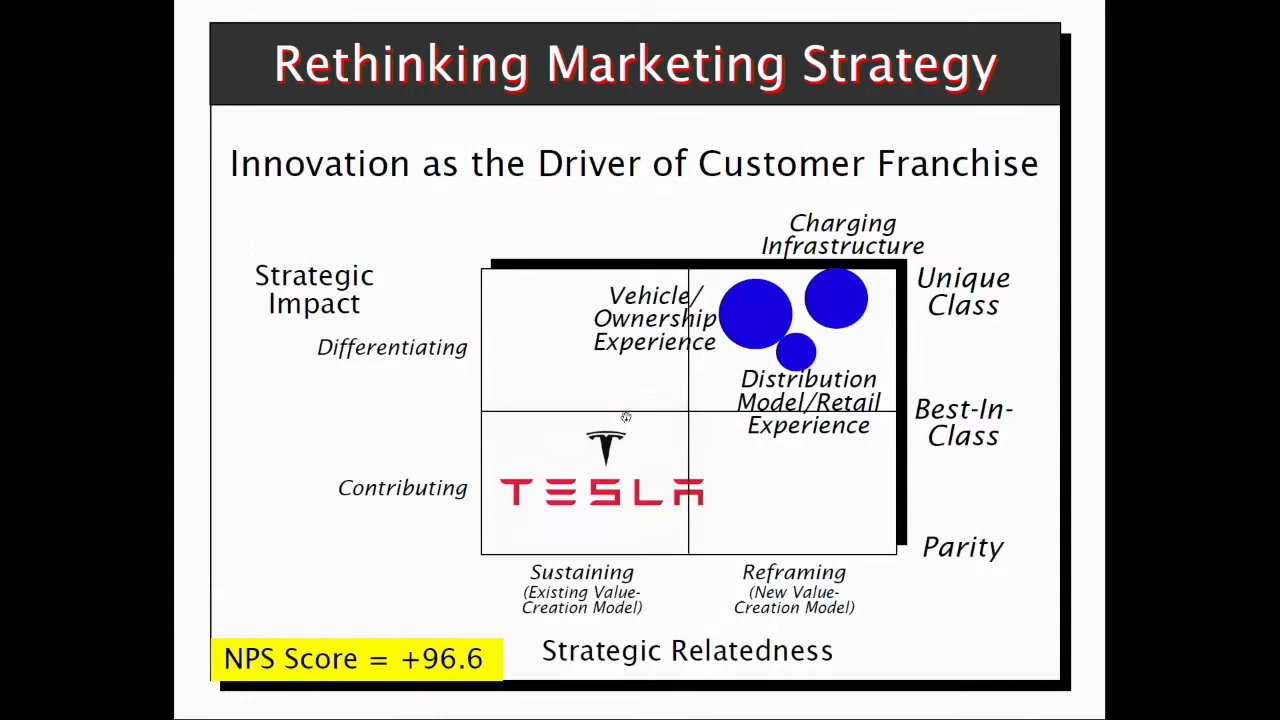 Rethinking Marketing Strategy
Innovation as the Driver of Customer Franchise
Charging
Infrastructure
Strategic
Impact
Unique
Class
Vehicle/
Ownership
Experience
Differentiating
Distribution
Model/Retail
Experience
Best-In-
Class
TESLA
Contributing
Parity
Sustaining
(Existing Value-
Creation Model)
Reframing
(New Value-
Creation Model)
Strategic Relatedness
NPS Score = +96.6